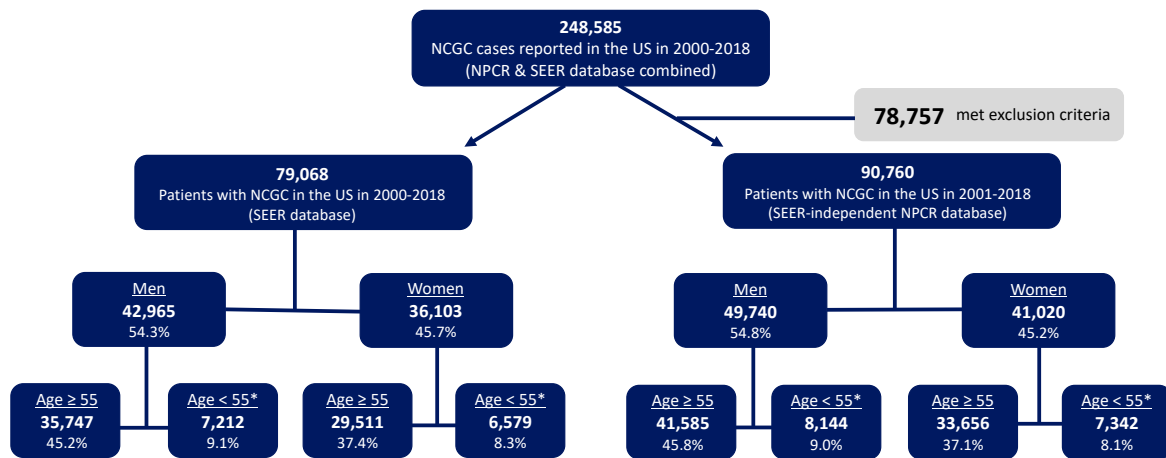 248,585
NCGC cases reported in the US in 2000-2018
(NPCR & SEER database combined)
78,757 met exclusion criteria
79,068
Patients with NCGC in the US in 2000-2018
(SEER database)
90,760
Patients with NCGC in the US in 2001-2018
(SEER-independent NPCR database)
Men
42,965
54.3%
Women
36,103
45.7%
Men
49,740
54.8%
Women
41,020
45.2%
Age ≥ 55
35,747
45.2%
Age < 55*
7,212
9.1%
Age ≥ 55
29,511
37.4%
Age < 55*
6,579
8.3%
Age ≥ 55
41,585
45.8%
Age < 55*
8,144
9.0%
Age ≥ 55
33,656
37.1%
Age < 55*
7,342
8.1%